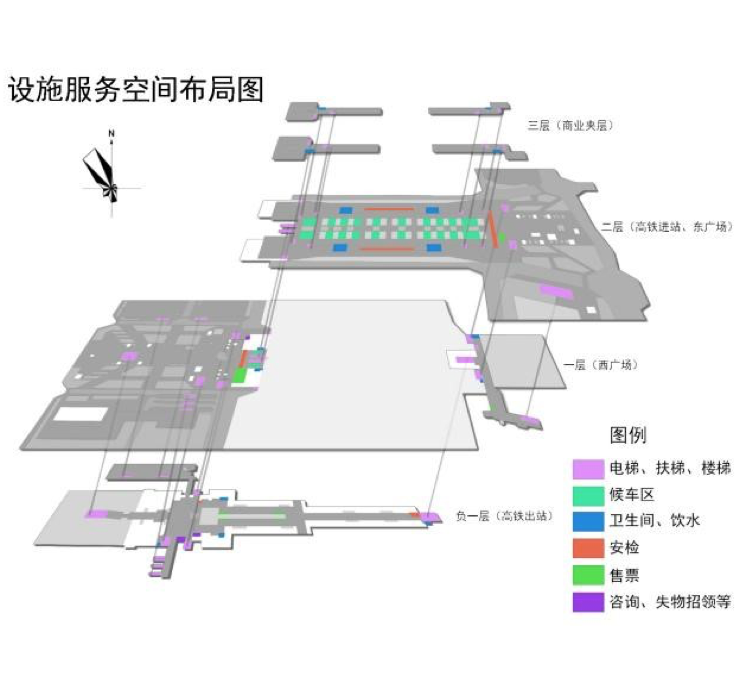 设施服务空间布局图
N
三层（商业夹层）
二层（高铁进站、东广场）
一层（西广场）
图例
电梯、扶梯、楼梯
候车区
负一层（高铁出站）
卫生间、饮水
安检
售票
咨询、失物招领等